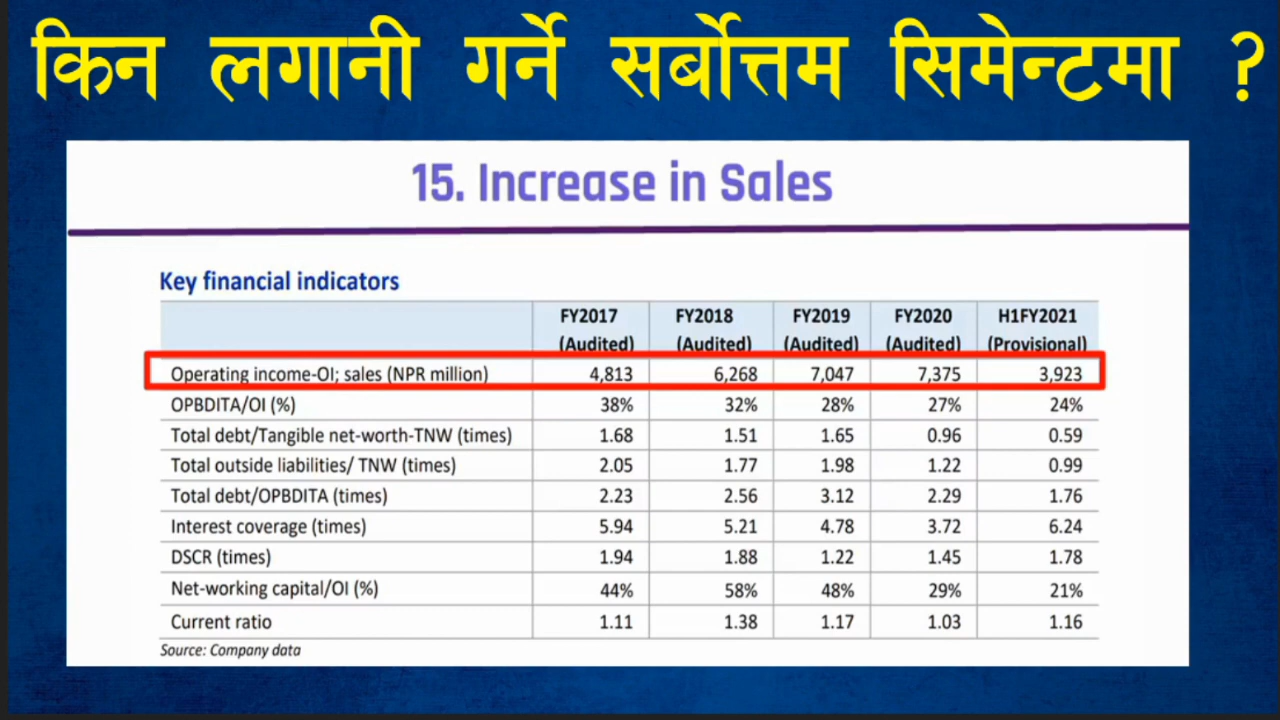 किन लगानी गर्ने सर्बोत्तम सिमेन्टमा ?
15. Increase in Sales
Key financial indicators
FY2017 FY2018 FY2019 FY2020 H1FY2021
(Audited) (Audited) (Audited) (Audited) (Provisional)
Operating income-OI; sales (NPR million) 4,813 6,268 7,047 7,375 3,923
OPBDITA/OI (%) 38% 32% 28% 27% 24%
Total debt/Tangible net-worth-TNW (times) 1.68 1.51 1.65 0.96 0.59
Total outside liabilities/ TNW (times) 2.05 1.77 1.98 1.22 0.99
Total debt/OPBDITA (times) 2.23 2.56 3.12 2.29 1.76
Interest coverage (times) 5.94 5.21 4.78 3.72 6.24
DSCR (times) 1.94 1.88 1.22 1.45 1.78
Net-working capital/OI (%) 44% 58% 48% 29% 21%
Current ratio 1.11 1.38 1.17 1.03 1.16
Source: Company data